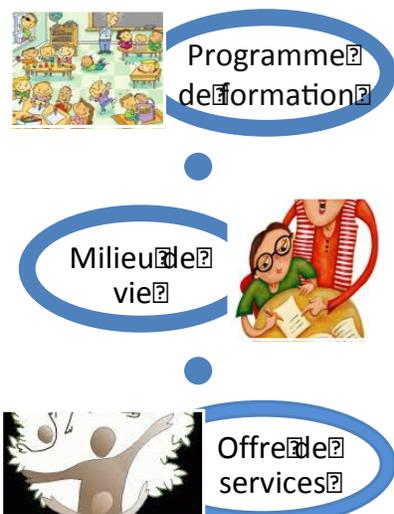 Programme
de formation
Milieu de
vie
Offre de
services